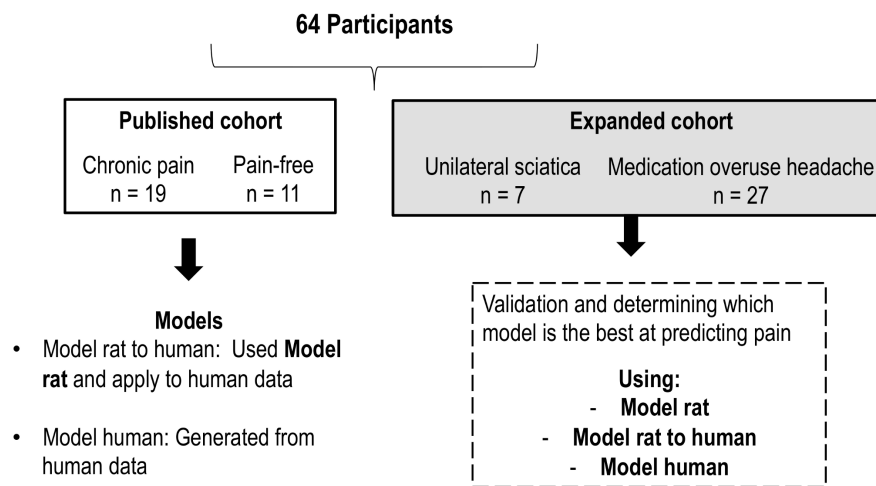 64 Participants
Published cohort
Chronic pain
n = 19
Pain-free
n = 11
Expanded cohort
Unilateral sciatica
n = 7
Medication overuse headache
n = 27
Models
• Model rat to human: Used Model
rat and apply to human data
• Model human: Generated from
human data
Validation and determining which
model is the best at predicting pain
Using:
- Model rat
- Model rat to human
- Model human